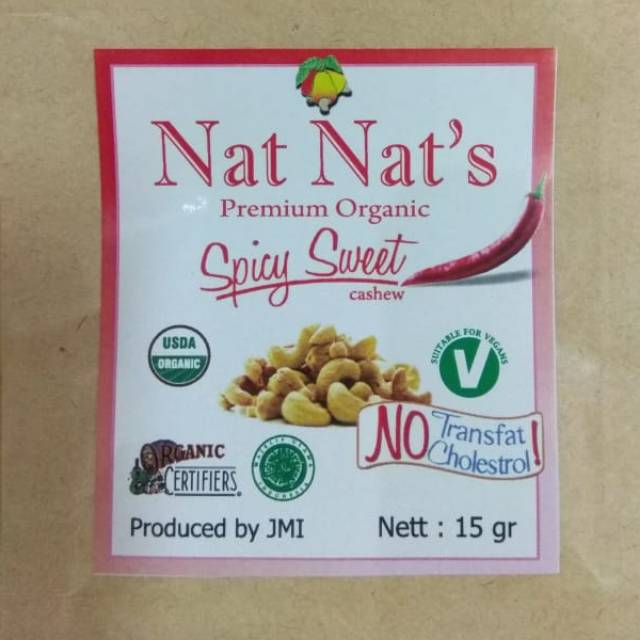 Nat Nat's
Premium Organic
Spicy Sweet
cashew
USDA
ORGANIC
SUITABLE FOR VEGANS
V
NO Transfat
Cholestrol !
ORGANIC
CERTIFIERS
Produced by JMI
Nett : 15 gr